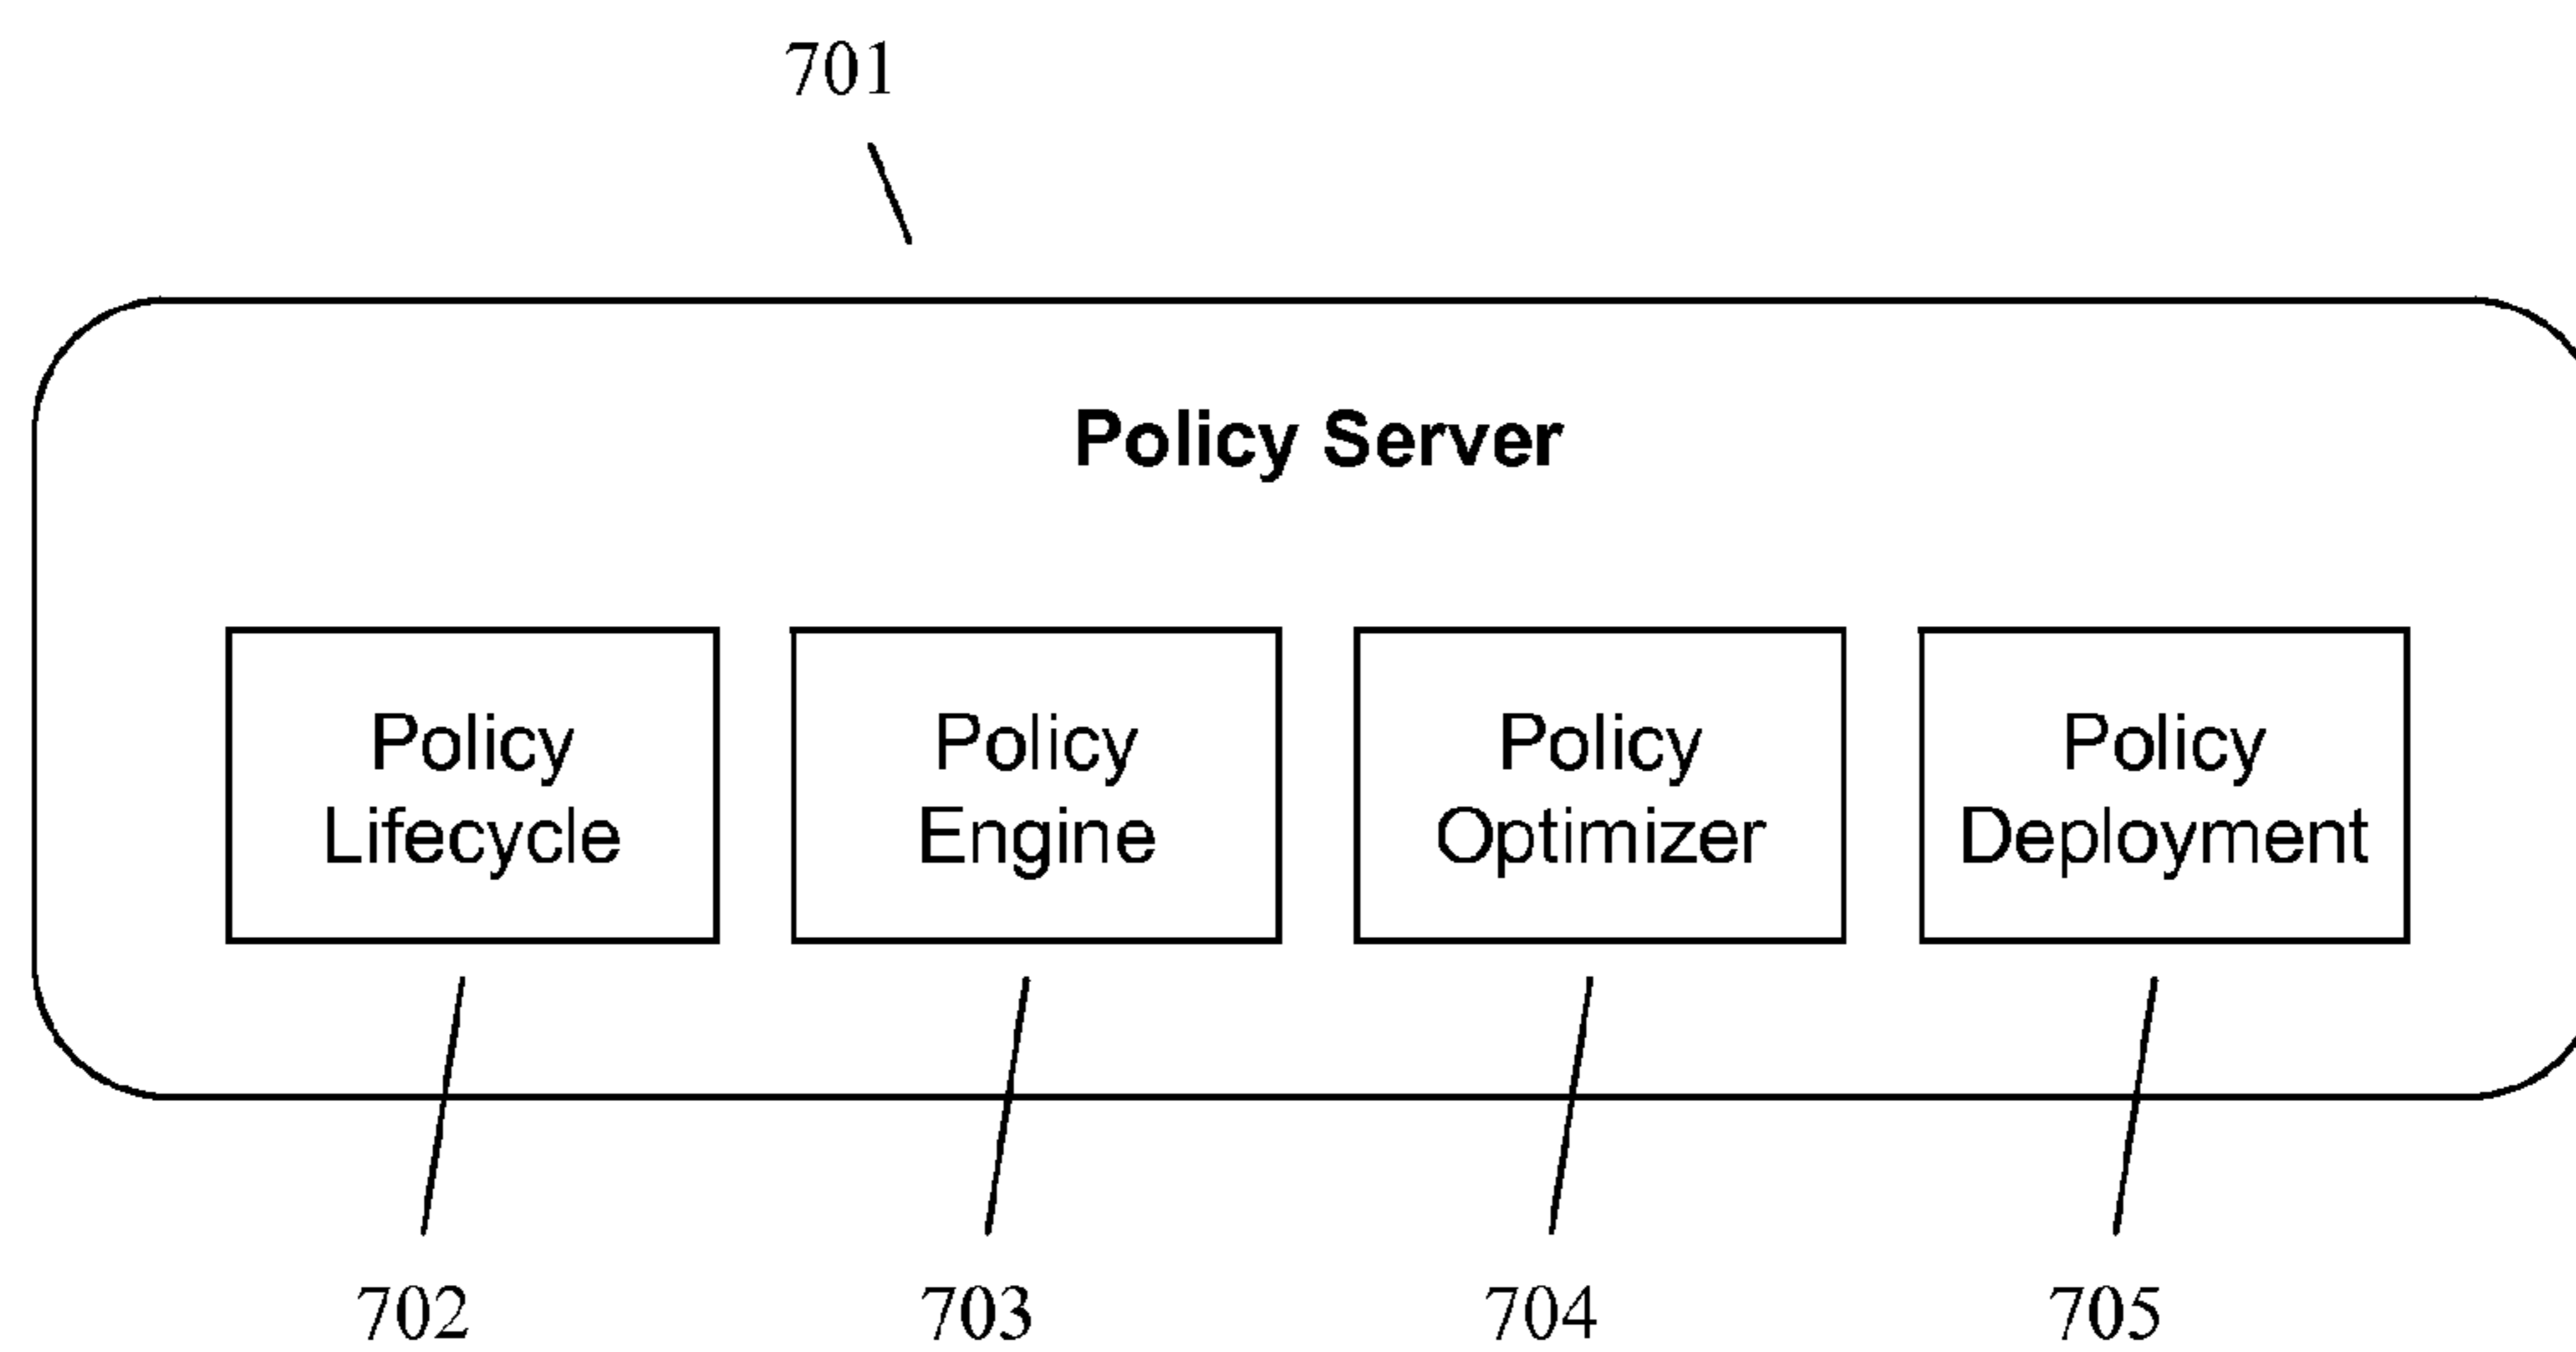 701
Policy Server
Policy
Lifecycle
Policy
Engine
Policy
Optimizer
Policy
Deployment
702
703
704
705